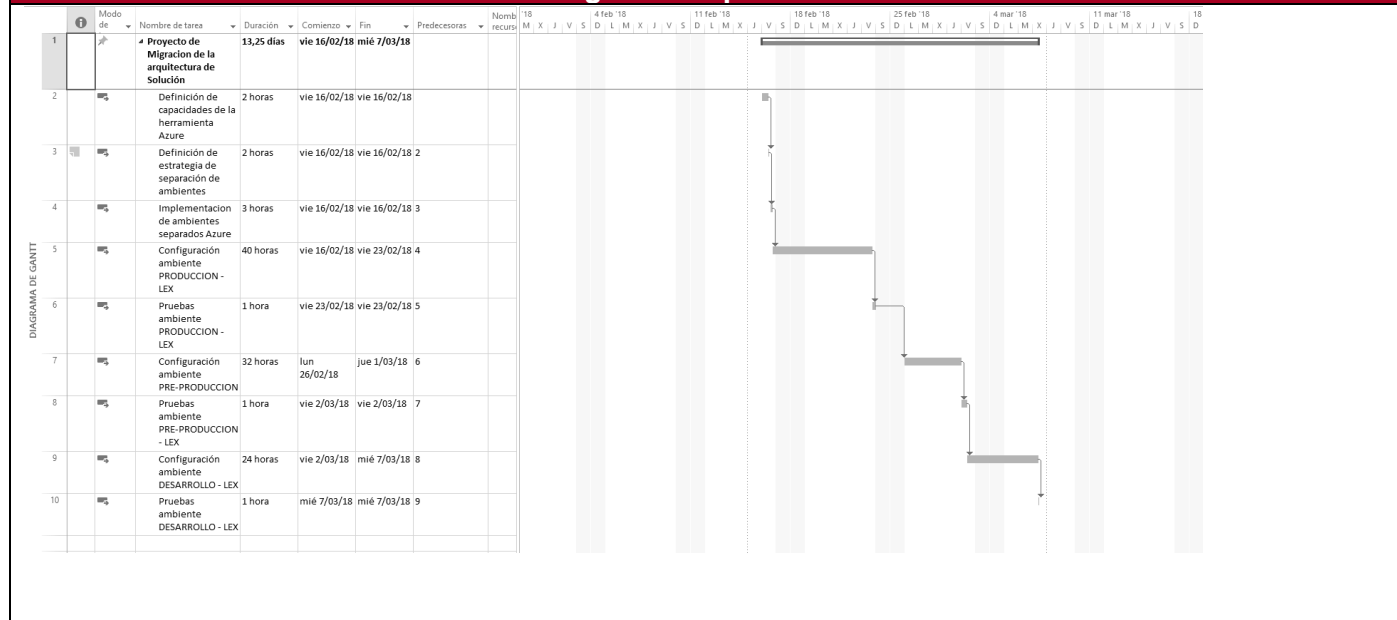 Modo de Nombre de tarea Duración Comienzo Fin Predecesoras Nomb recurs
'18 4 feb '18 11 feb '18 18 feb '18 25 feb '18 4 mar '18 11 mar '18 18
M X J V S D L M X J V S D L M X J V S D L M X J V S D L M X J V S D L M X J V S D L M X J V S D
1 Proyecto de Migracion de la arquitectura de Solución 13,25 días vie 16/02/18 mié 7/03/18
2 Definición de capacidades de la herramienta Azure 2 horas vie 16/02/18 vie 16/02/18
3 Definición de estrategia de separación de ambientes 2 horas vie 16/02/18 vie 16/02/18 2
4 Implementacion de ambientes separados Azure 3 horas vie 16/02/18 vie 16/02/18 3
5 Configuración ambiente PRODUCCION - LEX 40 horas vie 16/02/18 vie 23/02/18 4
6 Pruebas ambiente PRODUCCION - LEX 1 hora vie 23/02/18 vie 23/02/18 5
7 Configuración ambiente PRE-PRODUCCION 32 horas lun 26/02/18 jue 1/03/18 6
8 Pruebas ambiente PRE-PRODUCCION - LEX 1 hora vie 2/03/18 vie 2/03/18 7
9 Configuración ambiente DESARROLLO - LEX 24 horas vie 2/03/18 mié 7/03/18 8
10 Pruebas ambiente DESARROLLO - LEX 1 hora mié 7/03/18 mié 7/03/18 9
DIAGRAMA DE GANTT